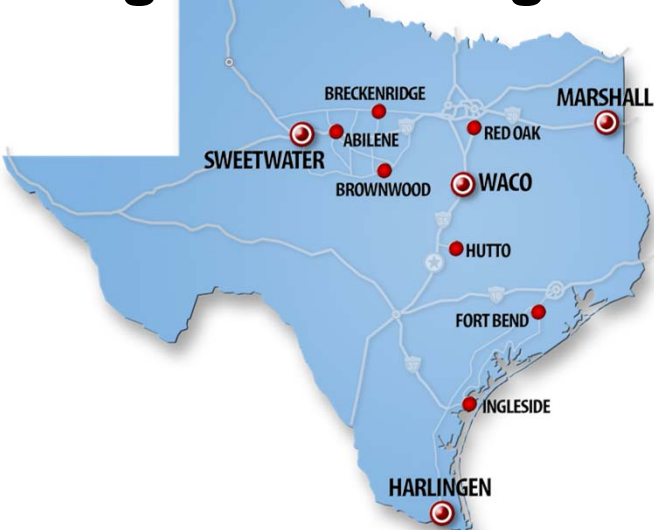 BRECKENRIDGE
MARSHALL
ABILENE
RED OAK
SWEETWATER
BROWNWOOD
WACO
HUTTO
FORT BEND
INGLESIDE
HARLINGEN